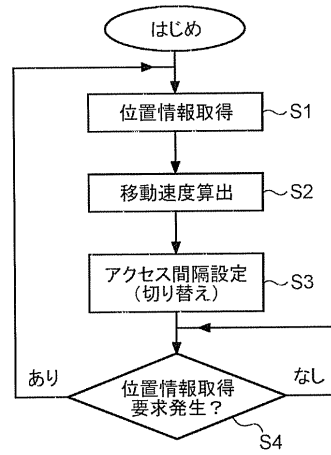 はじめ
位置情報取得
S1
移動速度算出
S2
アクセス間隔設定
(切り替え)
S3
あり
位置情報取得
要求発生?
なし
S4